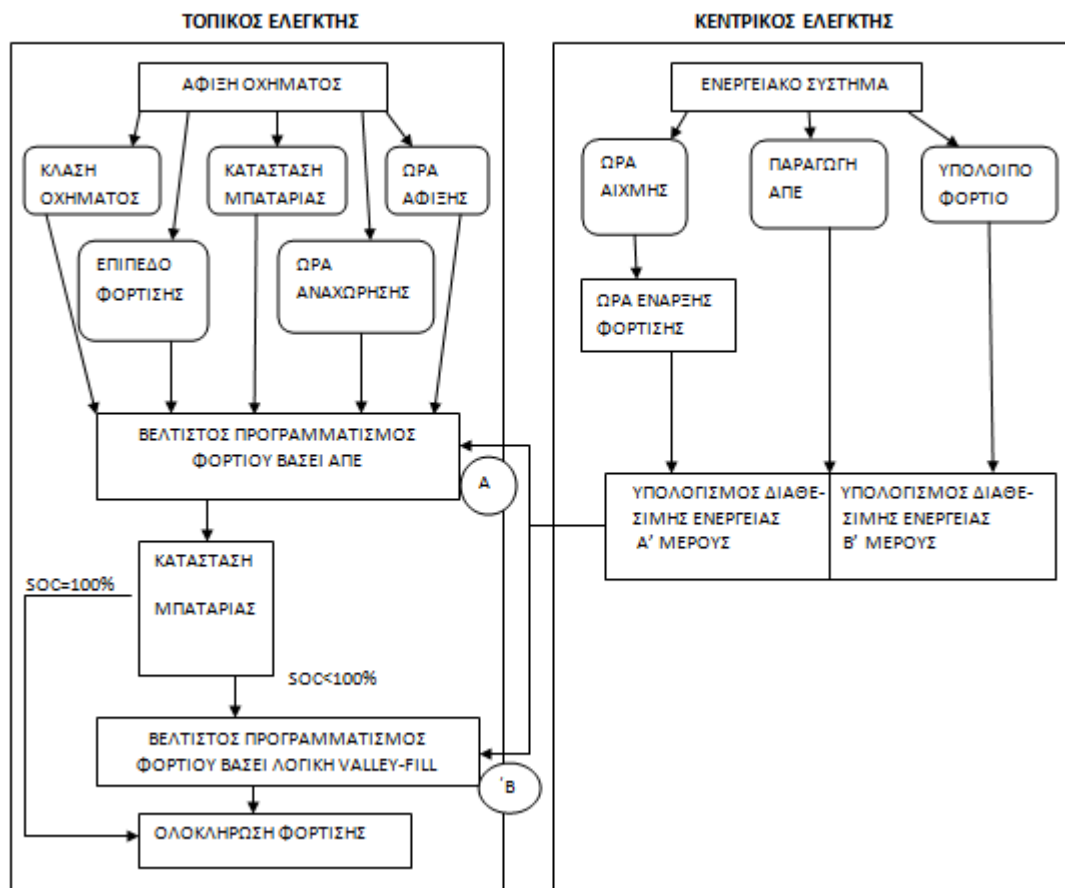 ΤΟΠΙΚΟΣ ΕΛΕΓΚΤΗΣ
ΑΦΙΞΗ ΟΧΗΜΑΤΟΣ
ΚΛΑΣΗ
ΟΧΗΜΑΤΟΣ
ΚΑΤΑΣΤΑΣΗ
ΜΠΑΤΑΡΙΑΣ
ΩΡΑ
ΑΦΙΞΗΣ
ΕΠΙΠΕΔΟ
ΦΟΡΤΙΣΗΣ
ΩΡΑ
ΑΝΑΧΩΡΗΣΗΣ
ΒΕΛΤΙΣΤΟΣ ΠΡΟΓΡΑΜΜΑΤΙΣΜΟΣ
ΦΟΡΤΙΟΥ ΒΑΣΕΙ ΑΠΕ
Α
ΚΑΤΑΣΤΑΣΗ
ΜΠΑΤΑΡΙΑΣ
SOC=100%
SOC<100%
ΒΕΛΤΙΣΤΟΣ ΠΡΟΓΡΑΜΜΑΤΙΣΜΟΣ
ΦΟΡΤΙΟΥ ΒΑΣΕΙ ΛΟΓΙΚΗ VALLEY-FILL
΄Β
ΟΛΟΚΛΗΡΩΣΗ ΦΟΡΤΙΣΗΣ
ΚΕΝΤΡΙΚΟΣ ΕΛΕΓΚΤΗΣ
ΕΝΕΡΓΕΙΑΚΟ ΣΥΣΤΗΜΑ
ΩΡΑ
ΑΙΧΜΗΣ
ΠΑΡΑΓΩΓΗ
ΑΠΕ
ΥΠΟΛΟΙΠΟ
ΦΟΡΤΙΟ
ΩΡΑ ΕΝΑΡΞΗΣ
ΦΟΡΤΙΣΗΣ
ΥΠΟΛΟΓΙΣΜΟΣ ΔΙΑΘΕ-
ΣΙΜΗΣ ΕΝΕΡΓΕΙΑΣ
Α’ ΜΕΡΟΥΣ
ΥΠΟΛΟΓΙΣΜΟΣ ΔΙΑΘΕ-
ΣΙΜΗΣ ΕΝΕΡΓΕΙΑΣ
Β’ ΜΕΡΟΥΣ